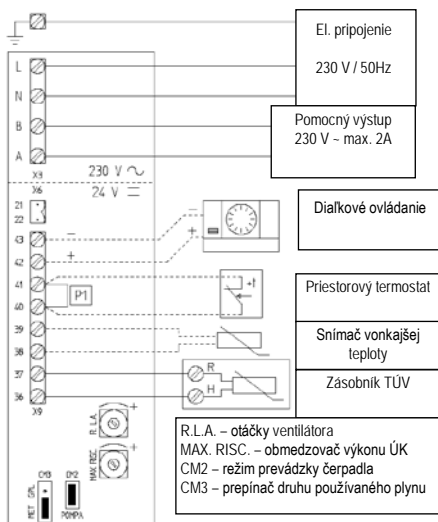 El. pripojenie
L
230 V / 50Hz
N
B
Pomocný výstup
230 V ~ max. 2A
A
X3
230 V ~
X6
24 V
21
22
Diaľkové ovládanie
43
−
−
42
+
+
41
P1
+t
Priestorový termostat
40
39
Snímač vonkajšej
teploty
38
37
R
Zásobník TÚV
36
H
X9
R.L.A.
+
R.L.A. – otáčky ventilátora
MAX. RISC. – obmedzovač výkonu ÚK
CM2 – režim prevádzky čerpadla
CM3 – prepínač druhu používaného plynu
MAX RISC.
+
CM3
CM2
MET
GPL
POMPA